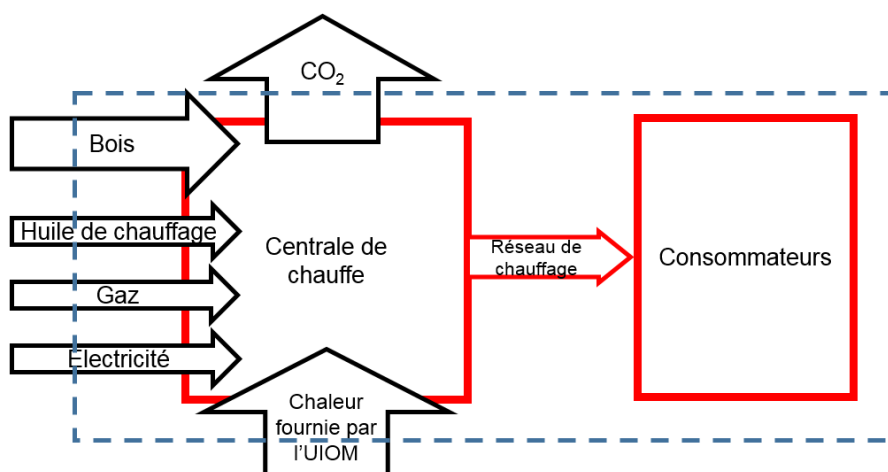 CO₂
Bois
Huile de chauffage
Gaz
Electricité
Centrale de
chauffe
Réseau de
chauffage
Consommateurs
Chaleur
fournie par
l'UIOM